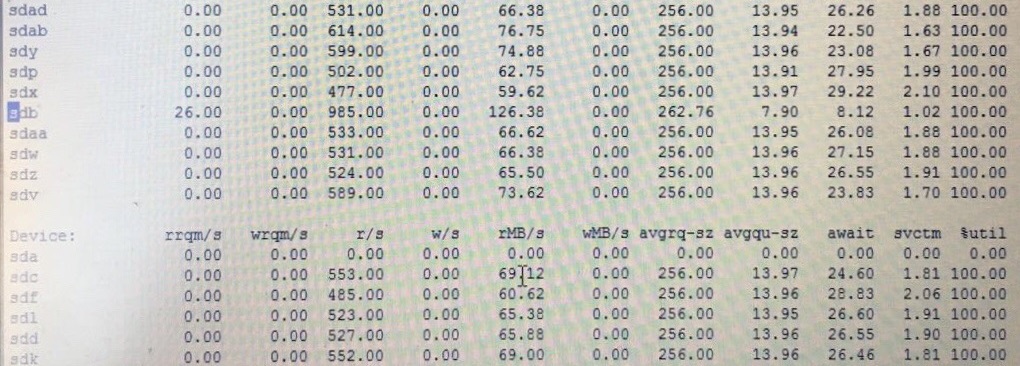 sdad 0.00 0.00 531.00 0.00 66.38 0.00 256.00 13.95 26.26 1.88 100.00
sdab 0.00 0.00 614.00 0.00 76.75 0.00 256.00 13.94 22.50 1.63 100.00
sdy 0.00 0.00 599.00 0.00 74.88 0.00 256.00 13.96 23.08 1.67 100.00
sdp 0.00 0.00 502.00 0.00 62.75 0.00 256.00 13.91 27.95 1.99 100.00
sdx 0.00 0.00 477.00 0.00 59.62 0.00 256.00 13.97 29.22 2.10 100.00
sdb 26.00 0.00 985.00 0.00 126.38 0.00 262.76 7.90 8.12 1.02 100.00
sdaa 0.00 0.00 533.00 0.00 66.62 0.00 256.00 13.95 26.08 1.88 100.00
sdw 0.00 0.00 531.00 0.00 66.38 0.00 256.00 13.96 27.15 1.88 100.00
sdz 0.00 0.00 524.00 0.00 65.50 0.00 256.00 13.96 26.55 1.91 100.00
sdv 0.00 0.00 589.00 0.00 73.62 0.00 256.00 13.96 23.83 1.70 100.00
Device: rrqm/s wrqm/s r/s w/s rMB/s wMB/s avgrq-sz avgqu-sz await svctm %util
sda 0.00 0.00 0.00 0.00 0.00 0.00 0.00 0.00 0.00 0.00 0.00
sdc 0.00 0.00 553.00 0.00 69.12 0.00 256.00 13.97 24.60 1.81 100.00
sdf 0.00 0.00 485.00 0.00 60.62 0.00 256.00 13.96 28.83 2.06 100.00
sdl 0.00 0.00 523.00 0.00 65.38 0.00 256.00 13.95 26.60 1.91 100.00
sdd 0.00 0.00 527.00 0.00 65.88 0.00 256.00 13.96 26.55 1.90 100.00
sdk 0.00 0.00 552.00 0.00 69.00 0.00 256.00 13.96 26.46 1.81 100.00